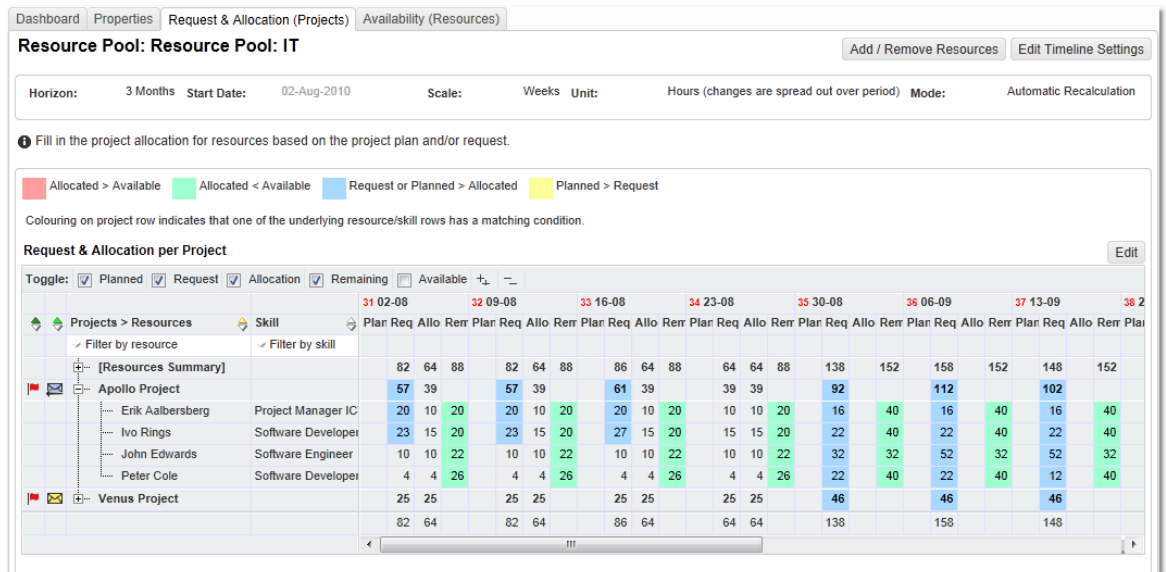 Dashboard Properties Request & Allocation (Projects) Availability (Resources)
Resource Pool: Resource Pool: IT
Add / Remove Resources Edit Timeline Settings
Horizon: 3 Months Start Date: 02-Aug-2010 Scale: Weeks Unit: Hours (changes are spread out over period) Mode: Automatic Recalculation
Fill in the project allocation for resources based on the project plan and/or request.
Allocated > Available Allocated < Available Request or Planned > Allocated Planned > Request
Colouring on project row indicates that one of the underlying resource/skill rows has a matching condition.
Request & Allocation per Project Edit
Toggle: Planned Request Allocation Remaining Available
31 02-08 32 09-08 33 16-08 34 23-08 35 30-08 36 06-09 37 13-09 38 2
Projects > Resources Skill Plan Req Allo Rem Plan Req Allo Rem Plan Req Allo Rem Plan Req Allo Rem Plan Req Allo Rem Plan Req Allo Rem Plan Req Allo Rem Plan
Filter by resource Filter by skill
[Resources Summary] 82 64 88 82 64 88 86 64 88 64 64 88 138 152 158 152 148 152
Apollo Project 57 39 57 39 61 39 39 39 92 112 102
Erik Aalbersberg Project Manager IC 20 10 20 20 10 20 20 10 20 10 10 20 16 40 16 40 16 40
Ivo Rings Software Developer 23 15 20 23 15 20 27 15 20 15 15 20 22 40 22 40 22 40
John Edwards Software Engineer 10 10 22 10 10 22 10 10 22 10 10 22 32 32 52 32 52 32
Peter Cole Software Developer 4 4 26 4 4 26 4 4 26 4 4 26 22 40 22 40 12 40
Venus Project 25 25 25 25 25 25 25 25 46 46 46
82 64 82 64 86 64 64 64 138 158 148